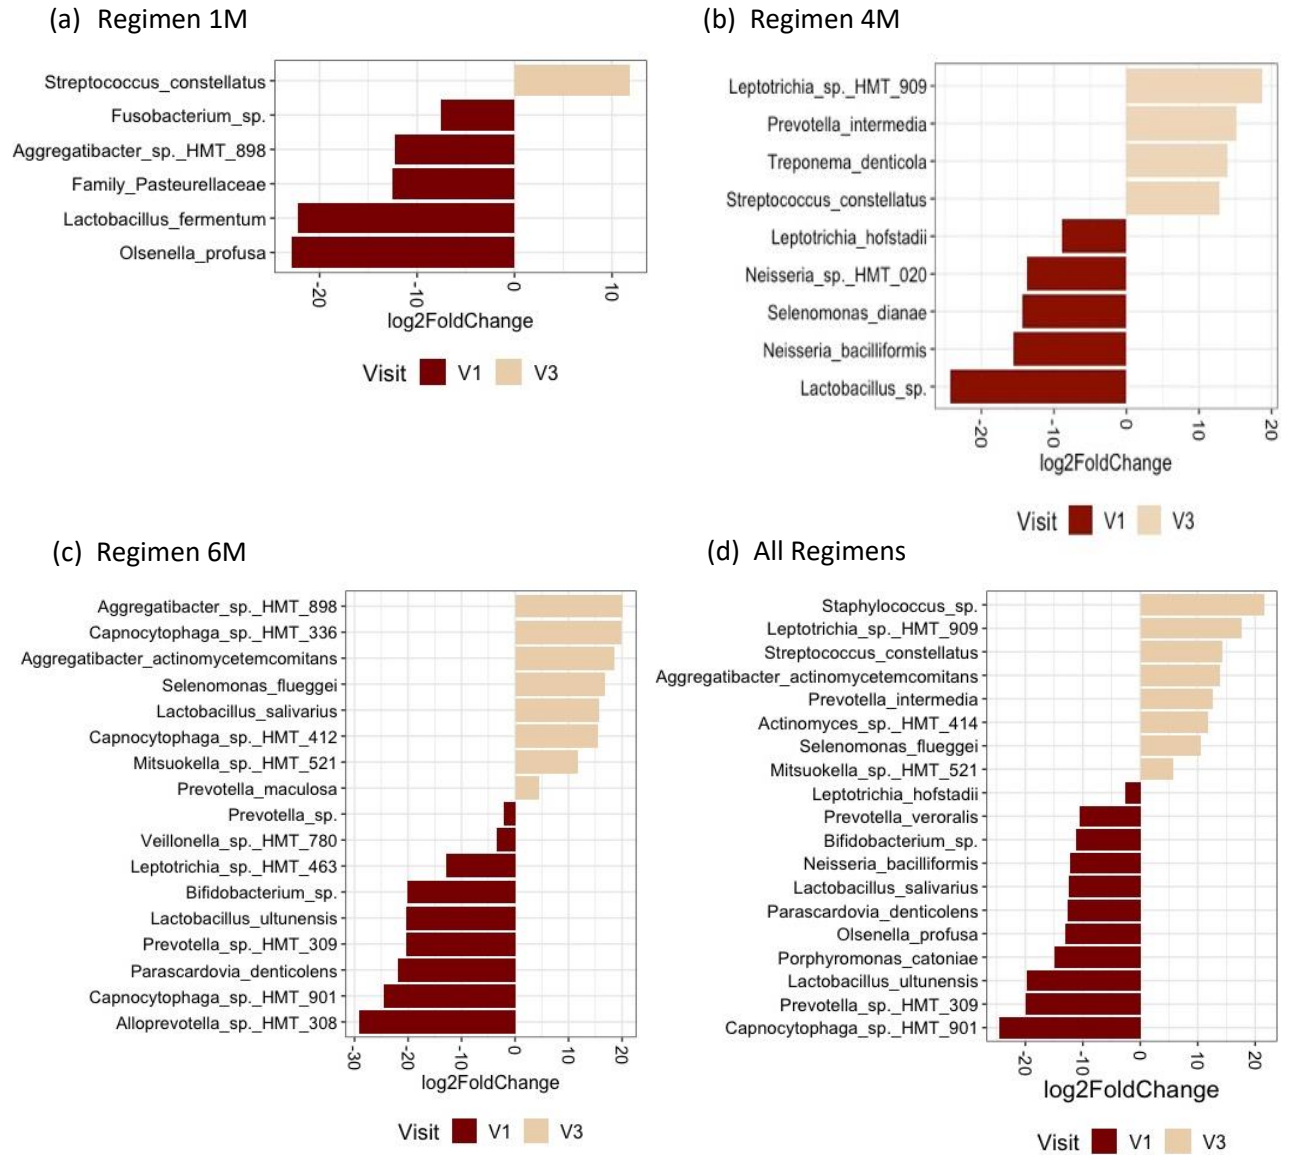 (a) Regimen 1M
Streptococcus_constellatus
Fusobacterium_sp.
Aggregatibacter_sp._HMT_898
Family_Pasteurellaceae
Lactobacillus_fermentum
Olsenella_profusa
-20 -10 0 10
log2FoldChange
Visit V1 V3
(b) Regimen 4M
Leptotrichia_sp._HMT_909
Prevotella_intermedia
Treponema_denticola
Streptococcus_constellatus
Leptotrichia_hofstadii
Neisseria_sp._HMT_020
Selenomonas_dianae
Neisseria_bacilliformis
Lactobacillus_sp.
-20 -10 0 10 20
log2FoldChange
Visit V1 V3
(c) Regimen 6M
Aggregatibacter_sp._HMT_898
Capnocytophaga_sp._HMT_336
Aggregatibacter_actinomycetemcomitans
Selenomonas_flueggei
Lactobacillus_salivarius
Capnocytophaga_sp._HMT_412
Mitsuokella_sp._HMT_521
Prevotella_maculosa
Prevotella_sp.
Veillonella_sp._HMT_780
Leptotrichia_sp._HMT_463
Bifidobacterium_sp.
Lactobacillus_ultunensis
Prevotella_sp._HMT_309
Parascardovia_denticolens
Capnocytophaga_sp._HMT_901
Alloprevotella_sp._HMT_308
-30 -20 -10 0 10 20
log2FoldChange
Visit V1 V3
(d) All Regimens
Staphylococcus_sp.
Leptotrichia_sp._HMT_909
Streptococcus_constellatus
Aggregatibacter_actinomycetemcomitans
Prevotella_intermedia
Actinomyces_sp._HMT_414
Selenomonas_flueggei
Mitsuokella_sp._HMT_521
Leptotrichia_hofstadii
Prevotella_veroralis
Bifidobacterium_sp.
Neisseria_bacilliformis
Lactobacillus_salivarius
Parascardovia_denticolens
Olsenella_profusa
Porphyromonas_catoniae
Lactobacillus_ultunensis
Prevotella_sp._HMT_309
Capnocytophaga_sp._HMT_901
-20 -10 0 10 20
log2FoldChange
Visit V1 V3